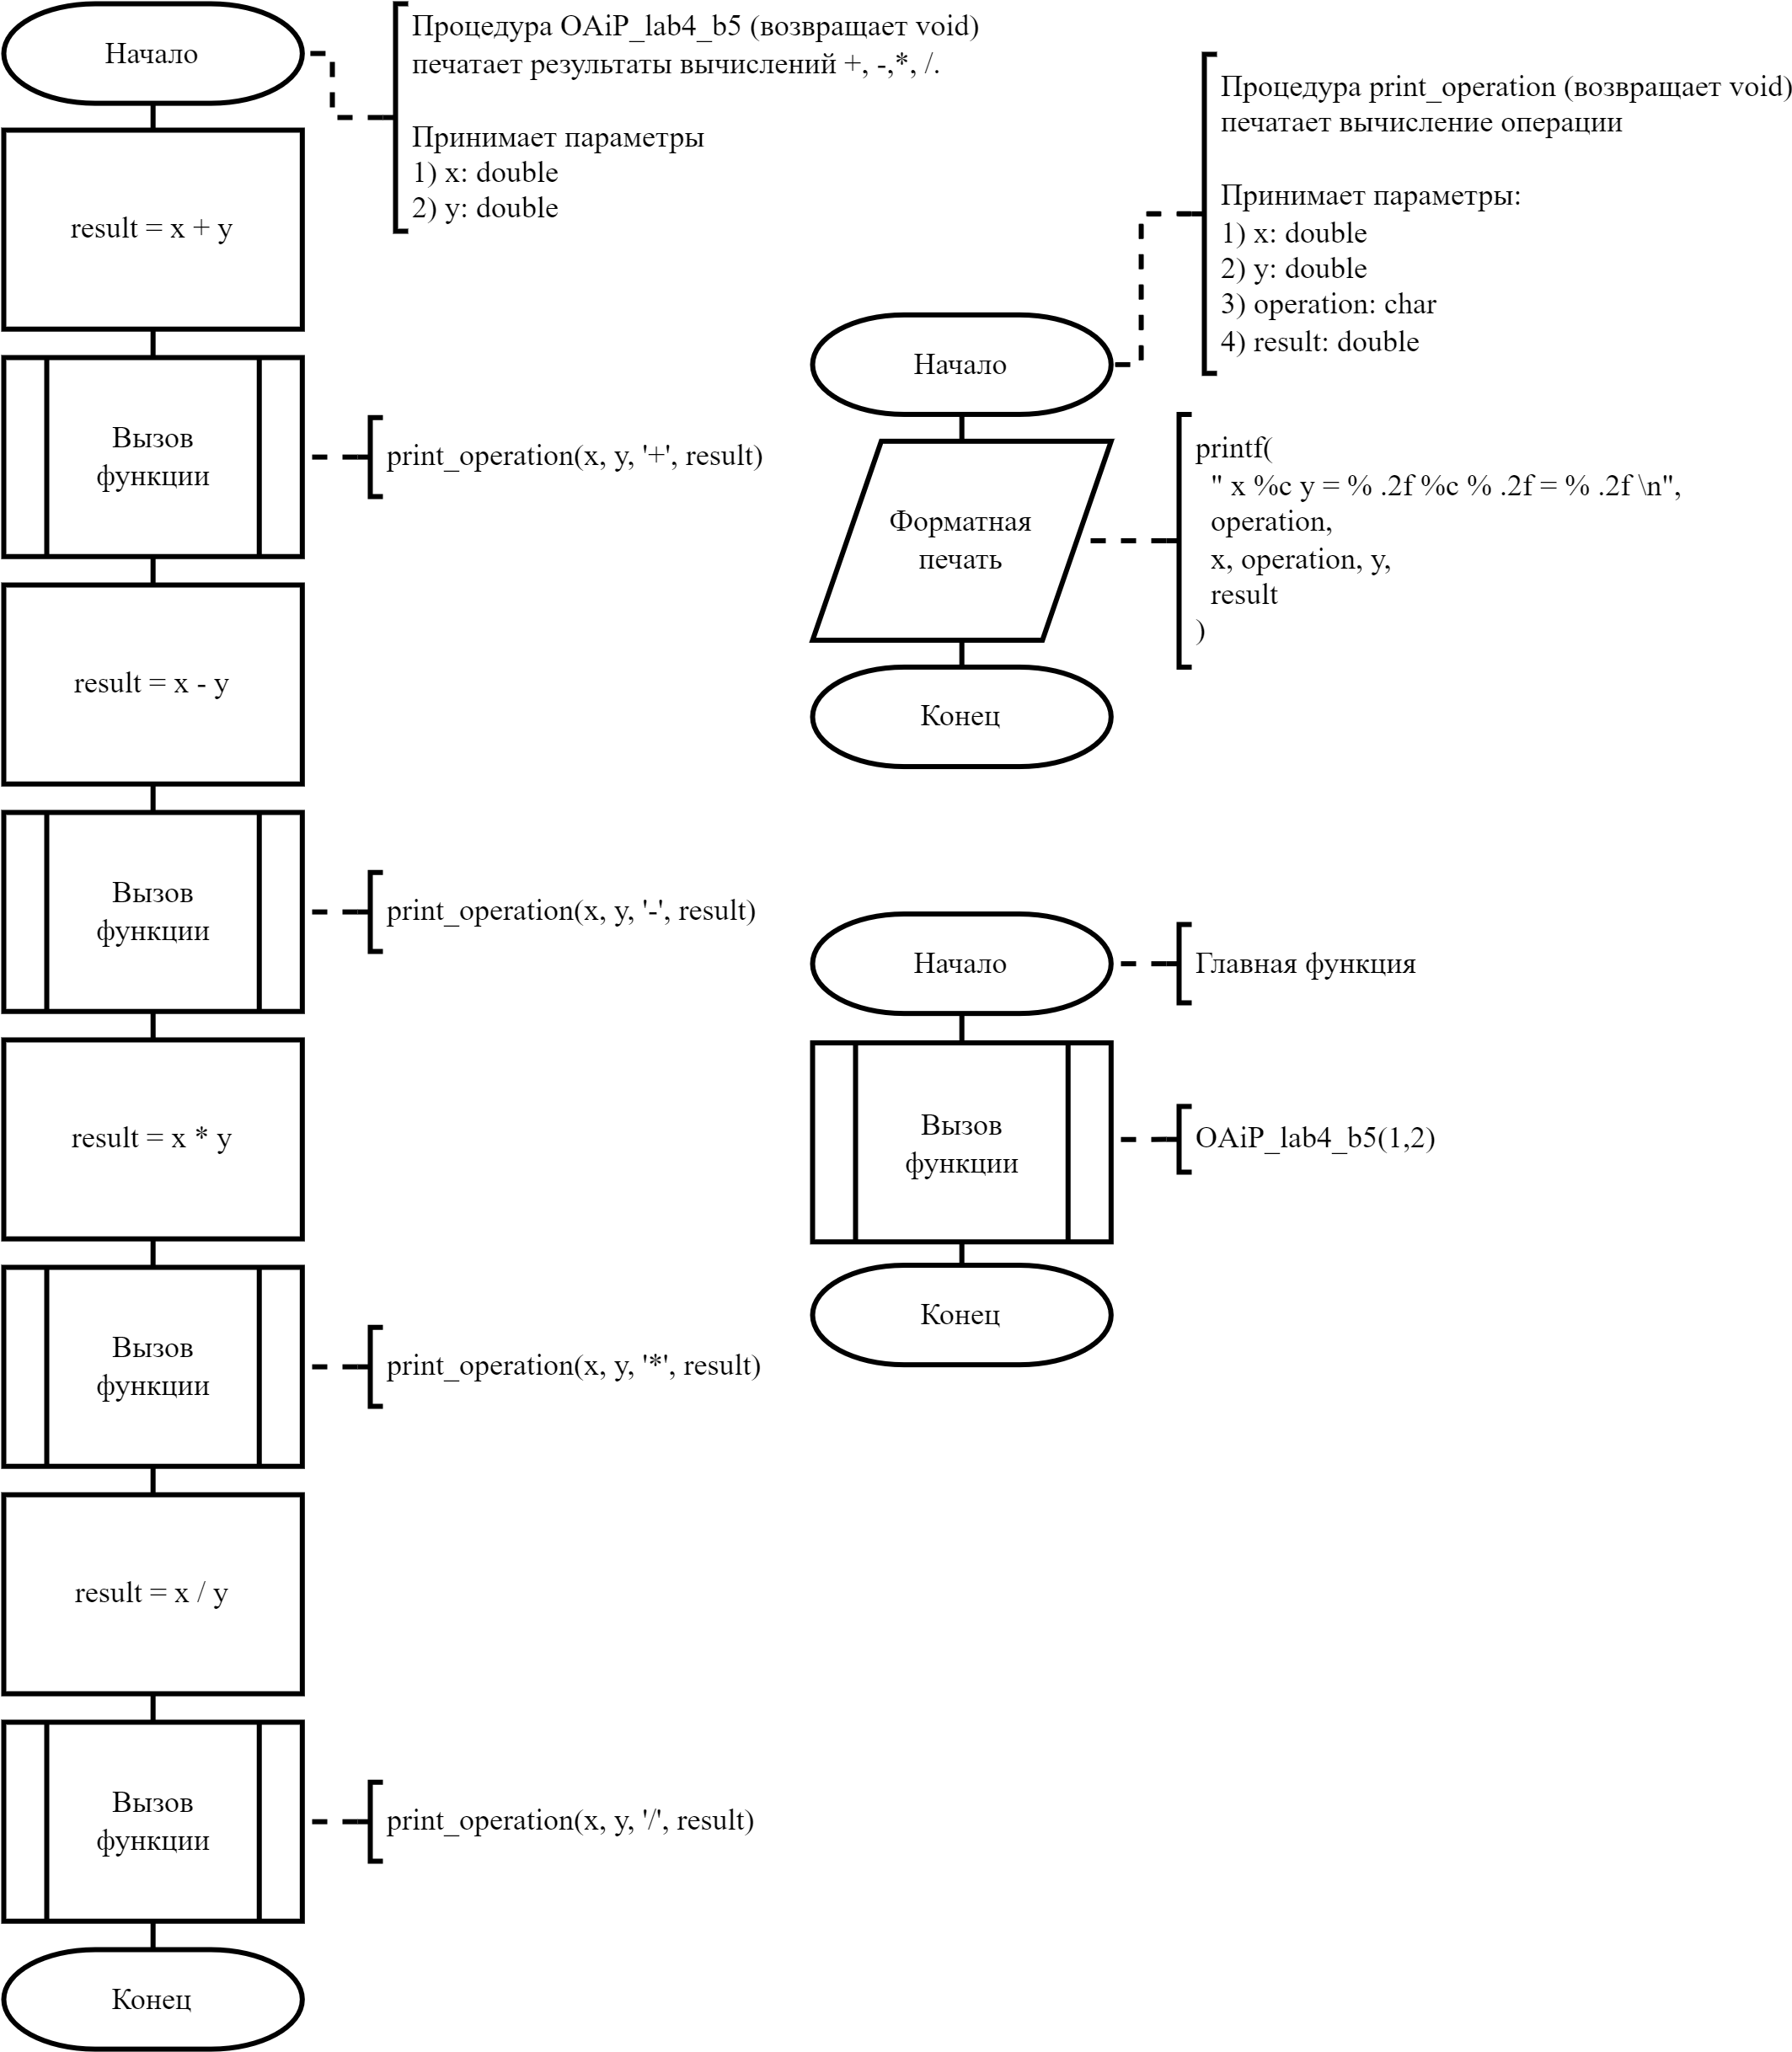 Начало
Процедура OAiP_lab4_b5 (возвращает void)
печатает результаты вычислений +, -,*, /.
Принимает параметры
1) x: double
2) y: double
result = x + y
Вызов
функции
print_operation(x, y, '+', result)
result = x - y
Вызов
функции
print_operation(x, y, '-', result)
result = x * y
Вызов
функции
print_operation(x, y, '*', result)
result = x / y
Вызов
функции
print_operation(x, y, '/', result)
Конец
Процедура print_operation (возвращает void)
печатает вычисление операции
Принимает параметры:
1) x: double
2) y: double
3) operation: char
4) result: double
Начало
Форматная
печать
printf(
" x %c y = % .2f %c % .2f = % .2f \n",
operation,
x, operation, y,
result
)
Конец
Начало
Главная функция
Вызов
функции
OAiP_lab4_b5(1,2)
Конец